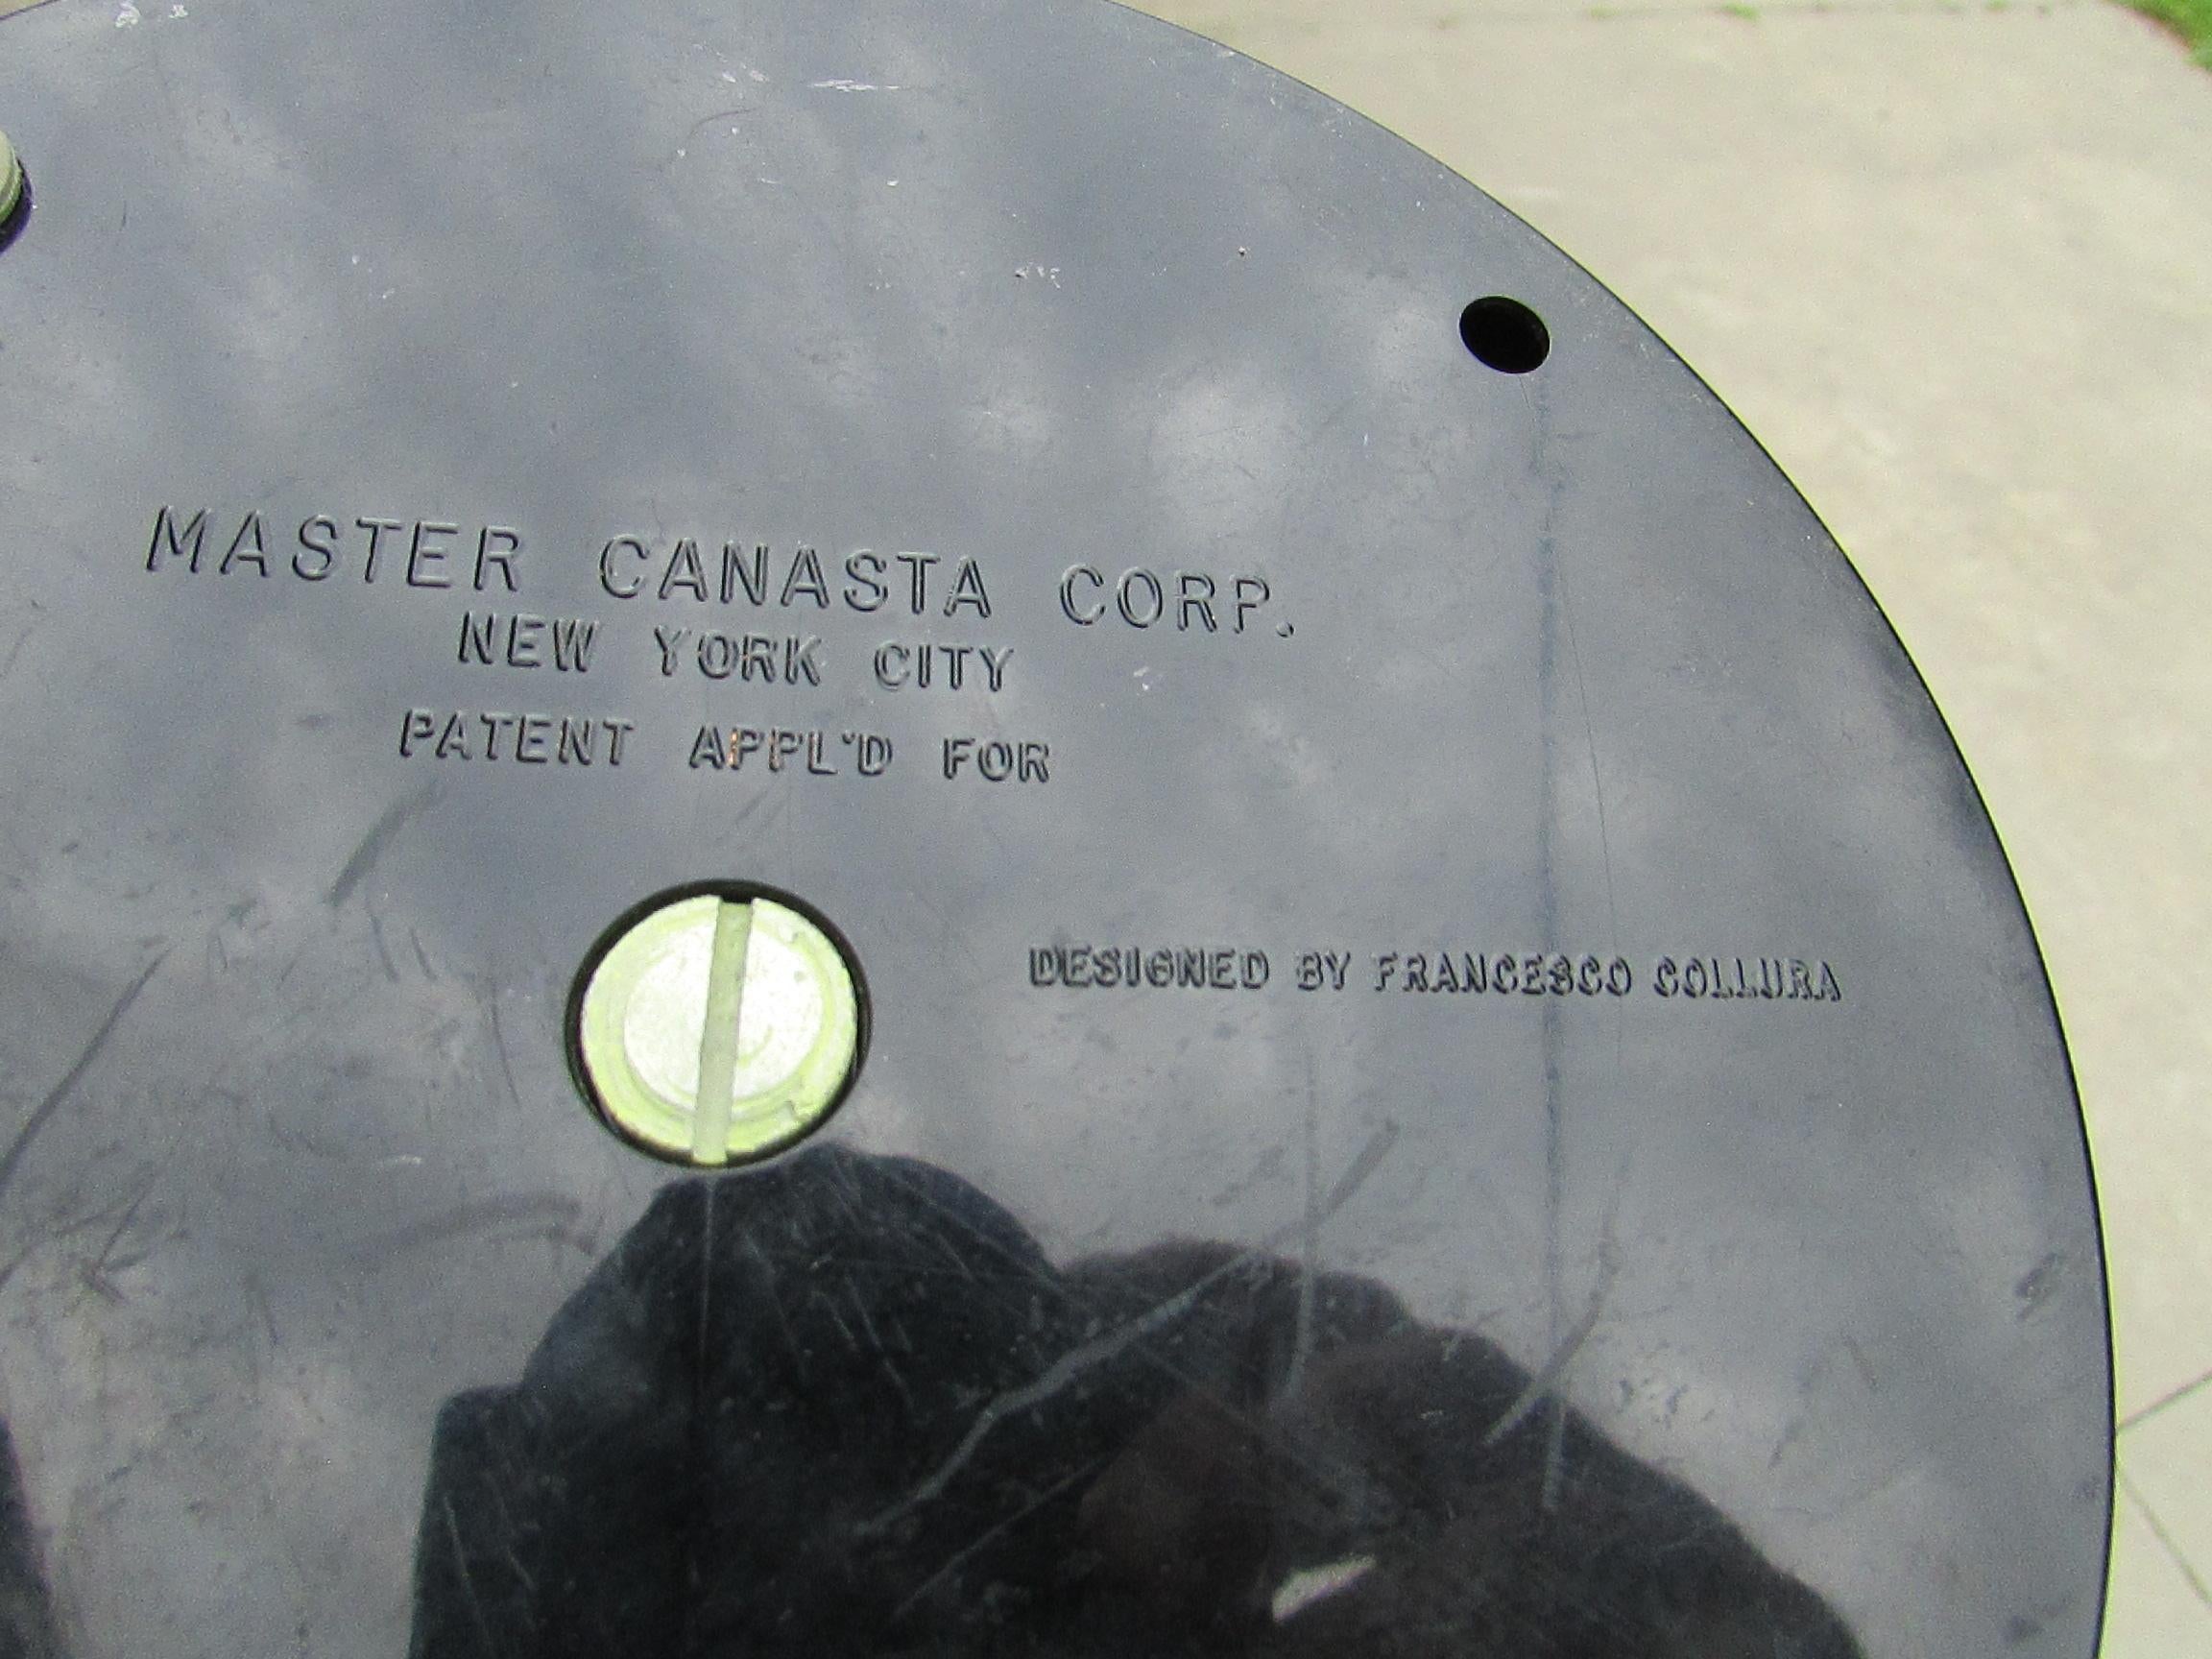 MASTER CANASTA CORP.
NEW YORK CITY
PATENT APPL'D FOR
DESIGNED BY FRANCESCO COLLURA